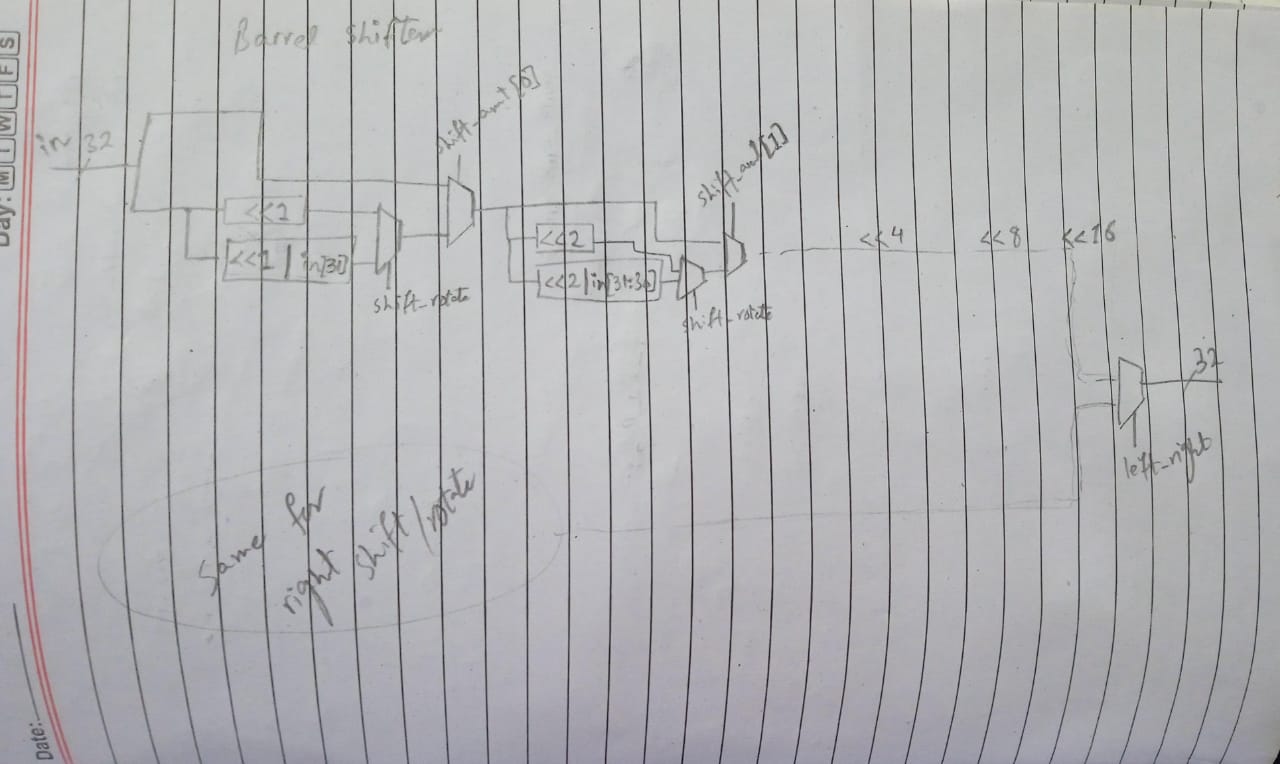 Barrel shifter
in 32
shift_amt[0]
<<1
<<1 | in[31]
shift_rotate
shift_amt[1]
<<2
<<2 | in[31:30]
shift_rotate
<<4
<<8
<<16
32
left_right
Same for
right shift/rotate
Day: M T W T F S
Date: